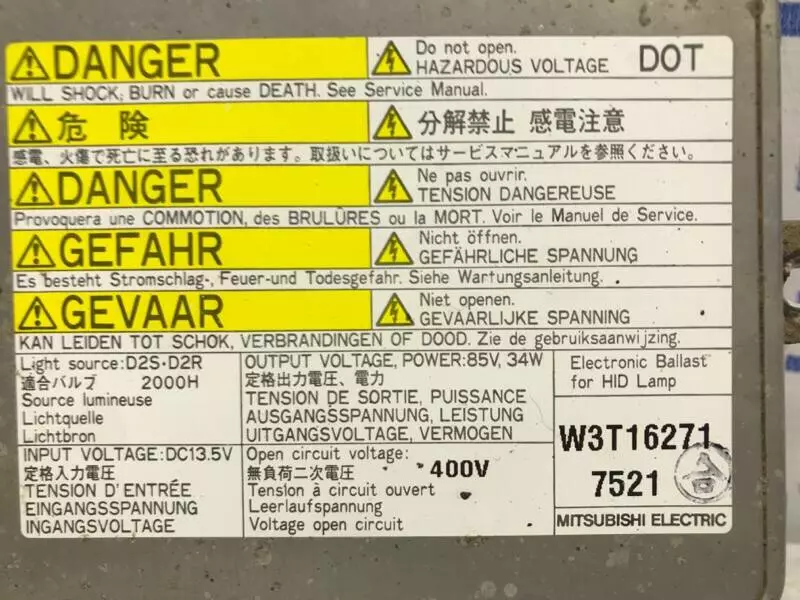 DANGER Do not open. HAZARDOUS VOLTAGE DOT
WILL SHOCK, BURN or cause DEATH. See Service Manual.
危険 分解禁止 感電注意
感電、火傷で死亡に至る恐れがあります。取扱いについてはサービスマニュアルを参照ください。
DANGER Ne pas ouvrir. TENSION DANGEREUSE
Provoquera une COMMOTION, des BRULÛRES ou la MORT. Voir le Manuel de Service.
GEFAHR Nicht öffnen. GEFÄHRLICHE SPANNUNG
Es besteht Stromschlag-, Feuer-und Todesgefahr. Siehe Wartungsanleitung.
GEVAAR Niet openen. GEVAARLIJKE SPANNING
KAN LEIDEN TOT SCHOK, VERBRANDINGEN OF DOOD. Zie de gebruiksaanwijzing.
Light source:D2S・D2R
適合バルブ 2000H
Source lumineuse
Lichtquelle
Lichtbron
OUTPUT VOLTAGE, POWER:85V, 34W
定格出力電圧、電力
TENSION DE SORTIE, PUISSANCE
AUSGANGSSPANNUNG, LEISTUNG
UITGANGSVOLTAGE, VERMOGEN
Electronic Ballast
for HID Lamp
INPUT VOLTAGE:DC13.5V
定格入力電圧
TENSION D'ENTRÉE
EINGANGSSPANNUNG
INGANGSVOLTAGE
Open circuit voltage:
無負荷二次電圧 400V
Tension à circuit ouvert
Leerlaufspannung
Voltage open circuit
W3T16271
7521 合
MITSUBISHI ELECTRIC